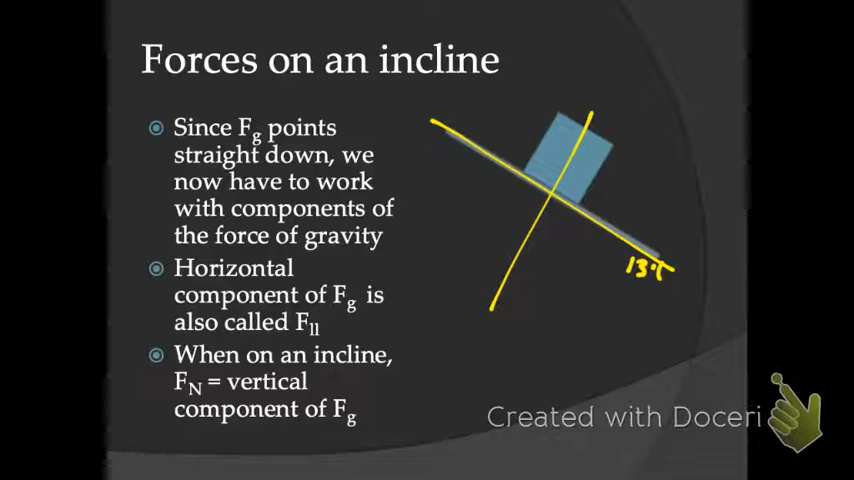 Forces on an incline
Since Fg points
straight down, we
now have to work
with components of
the force of gravity
Horizontal
component of Fg is
also called Fll
When on an incline,
FN = vertical
component of Fg
Created with Doceri